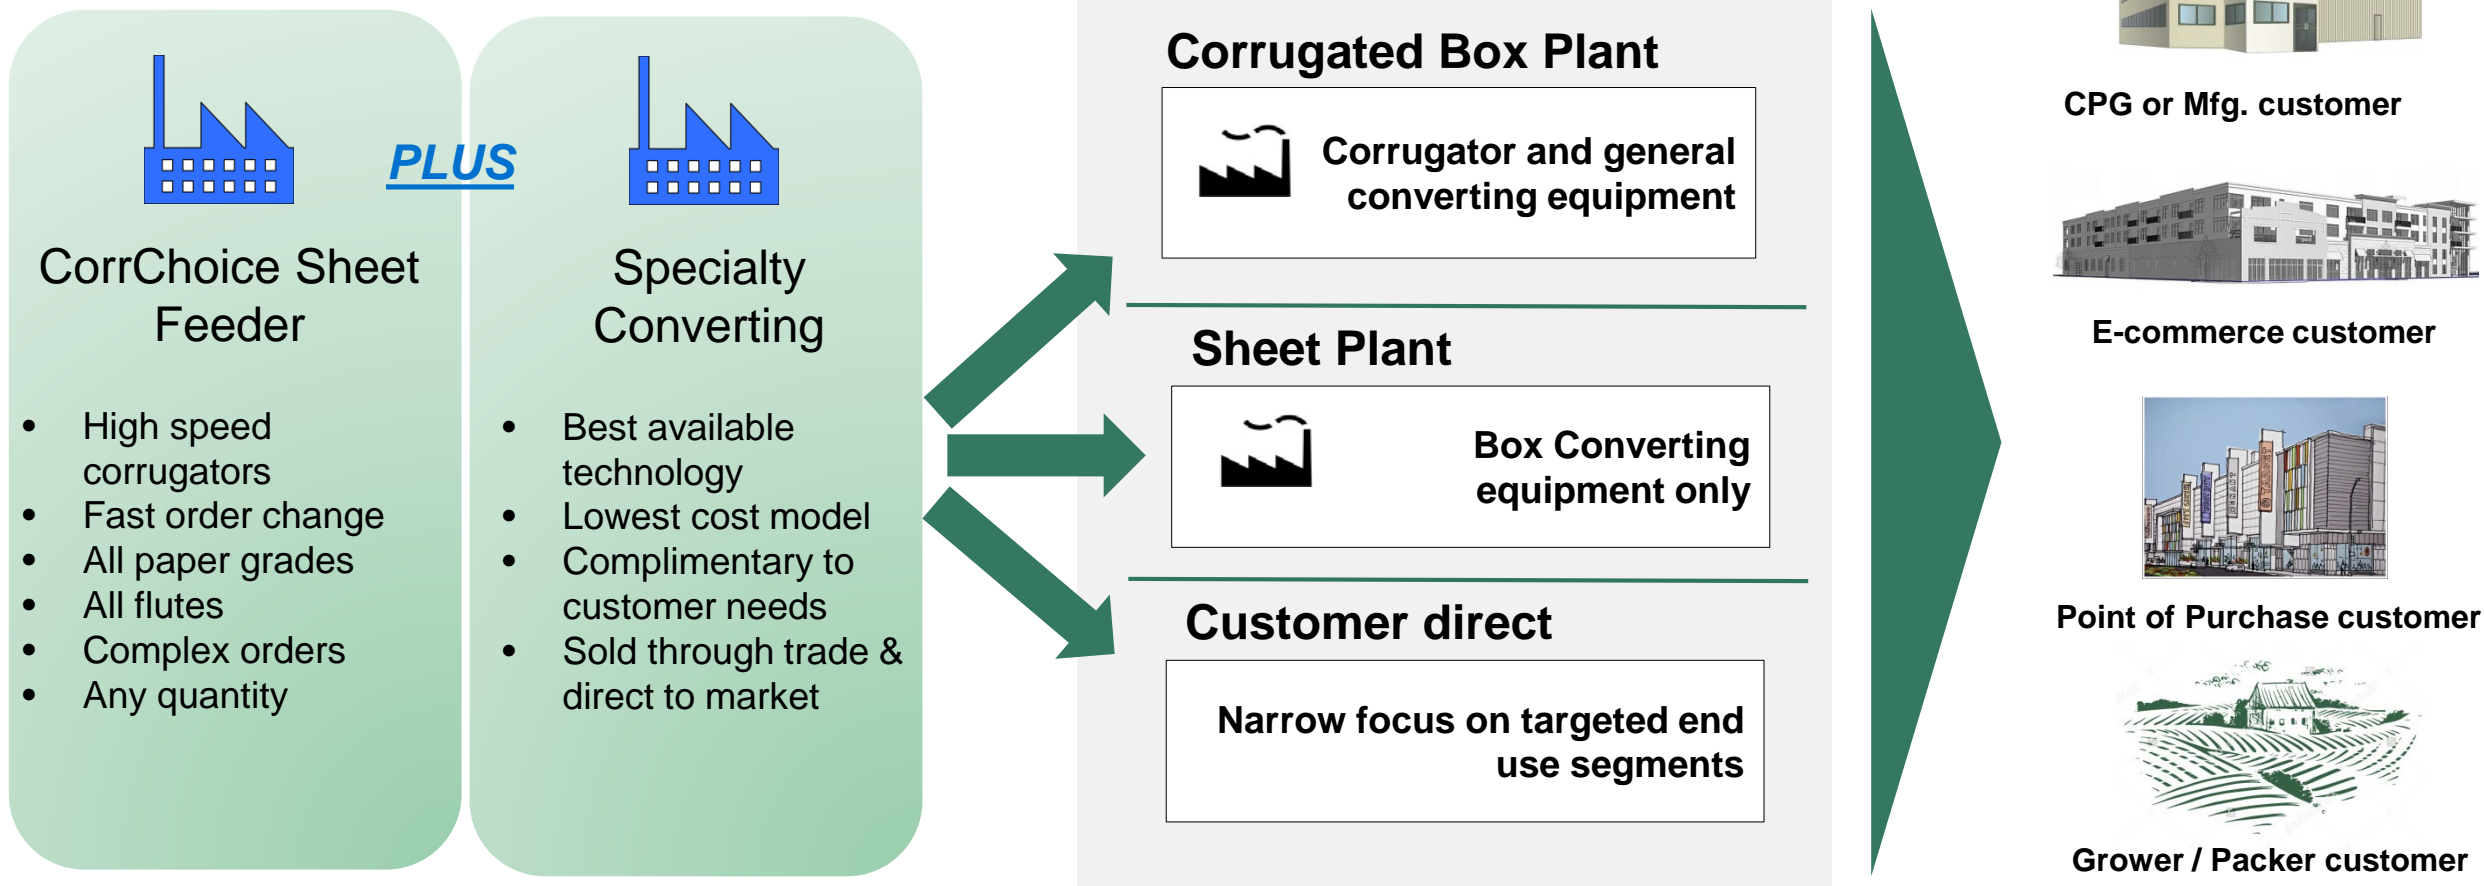 CorrChoice Sheet
Feeder
• High speed
corrugators
• Fast order change
• All paper grades
• All flutes
• Complex orders
• Any quantity
PLUS
Specialty
Converting
• Best available
technology
• Lowest cost model
• Complimentary to
customer needs
• Sold through trade &
direct to market
Corrugated Box Plant
Corrugator and general
converting equipment
Sheet Plant
Box Converting
equipment only
Customer direct
Narrow focus on targeted end
use segments
CPG or Mfg. customer
E-commerce customer
TARGET
Point of Purchase customer
Grower / Packer customer